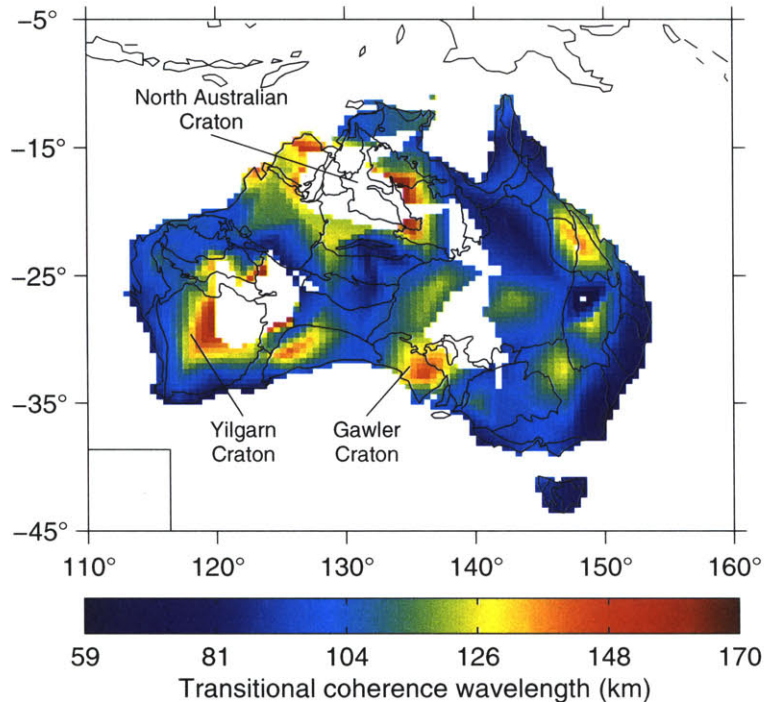 −5°
North Australian
Craton
−15°
−25°
−35°
Yilgarn
Craton
Gawler
Craton
−45°
110° 120° 130° 140° 150° 160°
59 81 104 126 148 170
Transitional coherence wavelength (km)